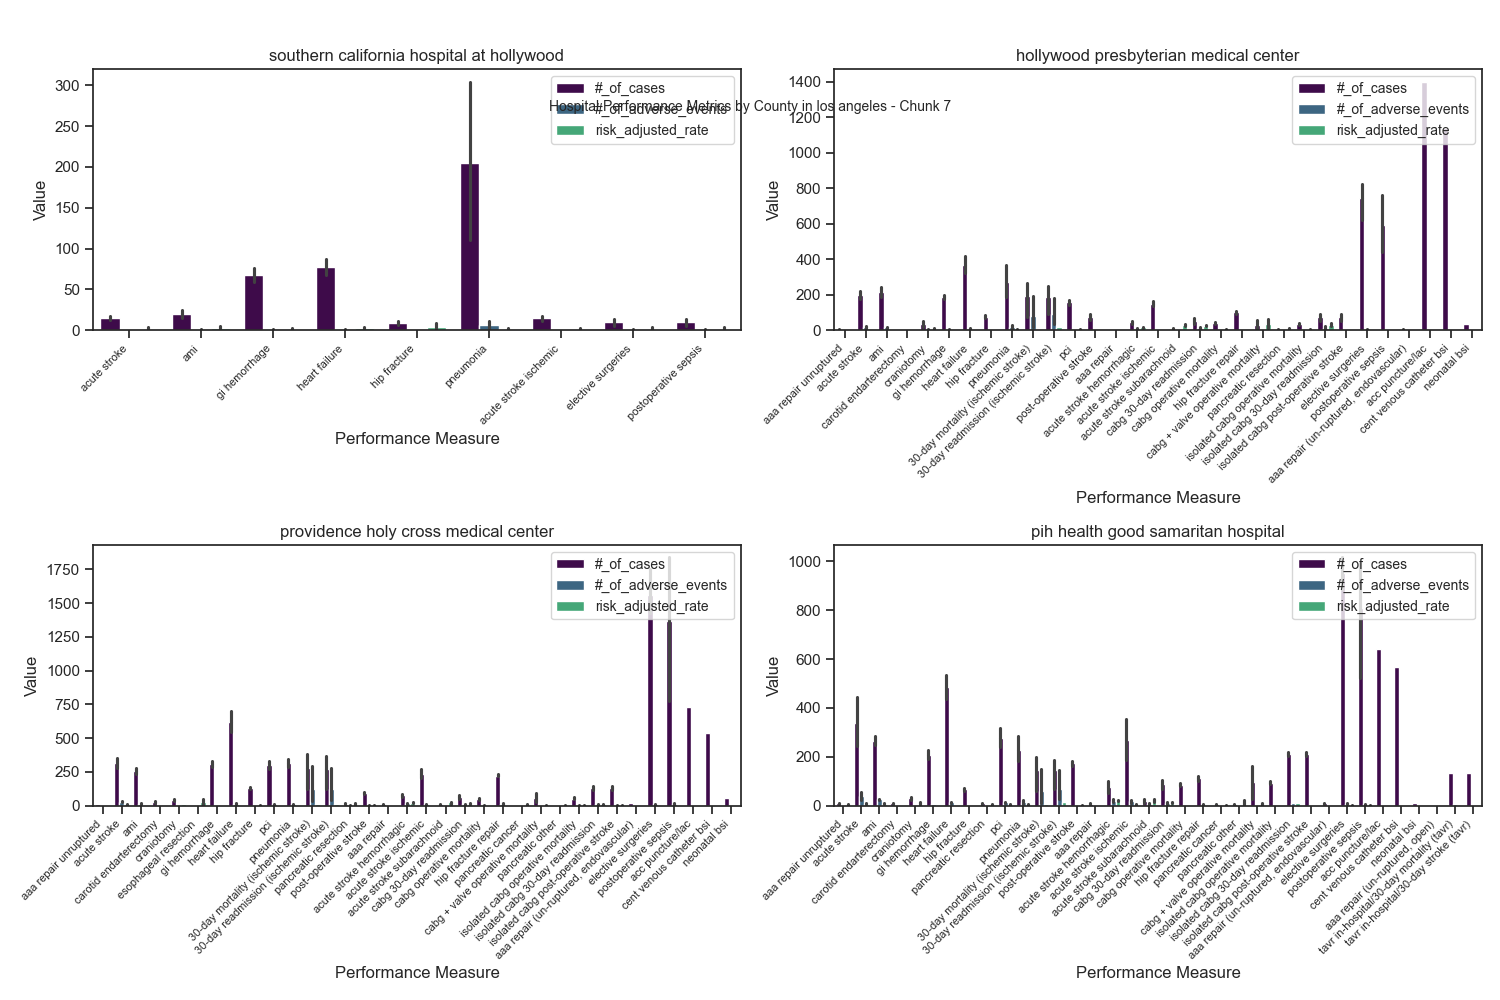 southern california hospital at hollywood
300
250
200
150
100
50
0
Value
#_of_cases
#_of_adverse_events
risk_adjusted_rate
acute stroke
ami
gi hemorrhage
heart failure
hip fracture
pneumonia
acute stroke ischemic
elective surgeries
postoperative sepsis
Performance Measure
Hospital Performance Metrics by County in los angeles - Chunk 7
hollywood presbyterian medical center
1400
1200
1000
800
600
400
200
0
Value
#_of_cases
#_of_adverse_events
risk_adjusted_rate
aaa repair unruptured
acute stroke
ami
carotid endarterectomy
craniotomy
gi hemorrhage
heart failure
hip fracture
pneumonia
30-day mortality (ischemic stroke)
30-day readmission (ischemic stroke)
pci
post-operative stroke
aaa repair
acute stroke hemorrhagic
acute stroke ischemic
acute stroke subarachnoid
cabg 30-day readmission
cabg operative mortality
hip fracture repair
cabg + valve operative mortality
pancreatic resection
isolated cabg operative mortality
isolated cabg 30-day readmission
isolated cabg post-operative stroke
elective surgeries
postoperative sepsis
aaa repair (un-ruptured, endovascular)
acc puncture/lac
cent venous catheter bsi
neonatal bsi
Performance Measure
providence holy cross medical center
1750
1500
1250
1000
750
500
250
0
Value
#_of_cases
#_of_adverse_events
risk_adjusted_rate
aaa repair unruptured
acute stroke
ami
carotid endarterectomy
craniotomy
esophageal resection
gi hemorrhage
heart failure
hip fracture
pci
pneumonia
30-day mortality (ischemic stroke)
30-day readmission (ischemic stroke)
pancreatic resection
post-operative stroke
aaa repair
acute stroke hemorrhagic
acute stroke ischemic
acute stroke subarachnoid
cabg 30-day readmission
cabg operative mortality
hip fracture repair
pancreatic cancer
cabg + valve operative mortality
pancreatic other
isolated cabg operative mortality
isolated cabg 30-day readmission
isolated cabg post-operative stroke
aaa repair (un-ruptured, endovascular)
elective surgeries
postoperative sepsis
acc puncture/lac
cent venous catheter bsi
neonatal bsi
Performance Measure
pih health good samaritan hospital
1000
800
600
400
200
0
Value
#_of_cases
#_of_adverse_events
risk_adjusted_rate
aaa repair unruptured
acute stroke
ami
carotid endarterectomy
craniotomy
gi hemorrhage
heart failure
hip fracture
pancreatic resection
pci
pneumonia
30-day mortality (ischemic stroke)
30-day readmission (ischemic stroke)
post-operative stroke
aaa repair
acute stroke hemorrhagic
acute stroke ischemic
acute stroke subarachnoid
cabg 30-day readmission
cabg operative mortality
hip fracture repair
pancreatic cancer
pancreatic other
cabg + valve operative mortality
isolated cabg operative mortality
isolated cabg 30-day readmission
isolated cabg post-operative stroke
aaa repair (un-ruptured, endovascular)
elective surgeries
postoperative sepsis
acc puncture/lac
cent venous catheter bsi
neonatal bsi
aaa repair (un-ruptured, open)
tavr in-hospital/30-day mortality (tavr)
tavr in-hospital/30-day stroke (tavr)
Performance Measure